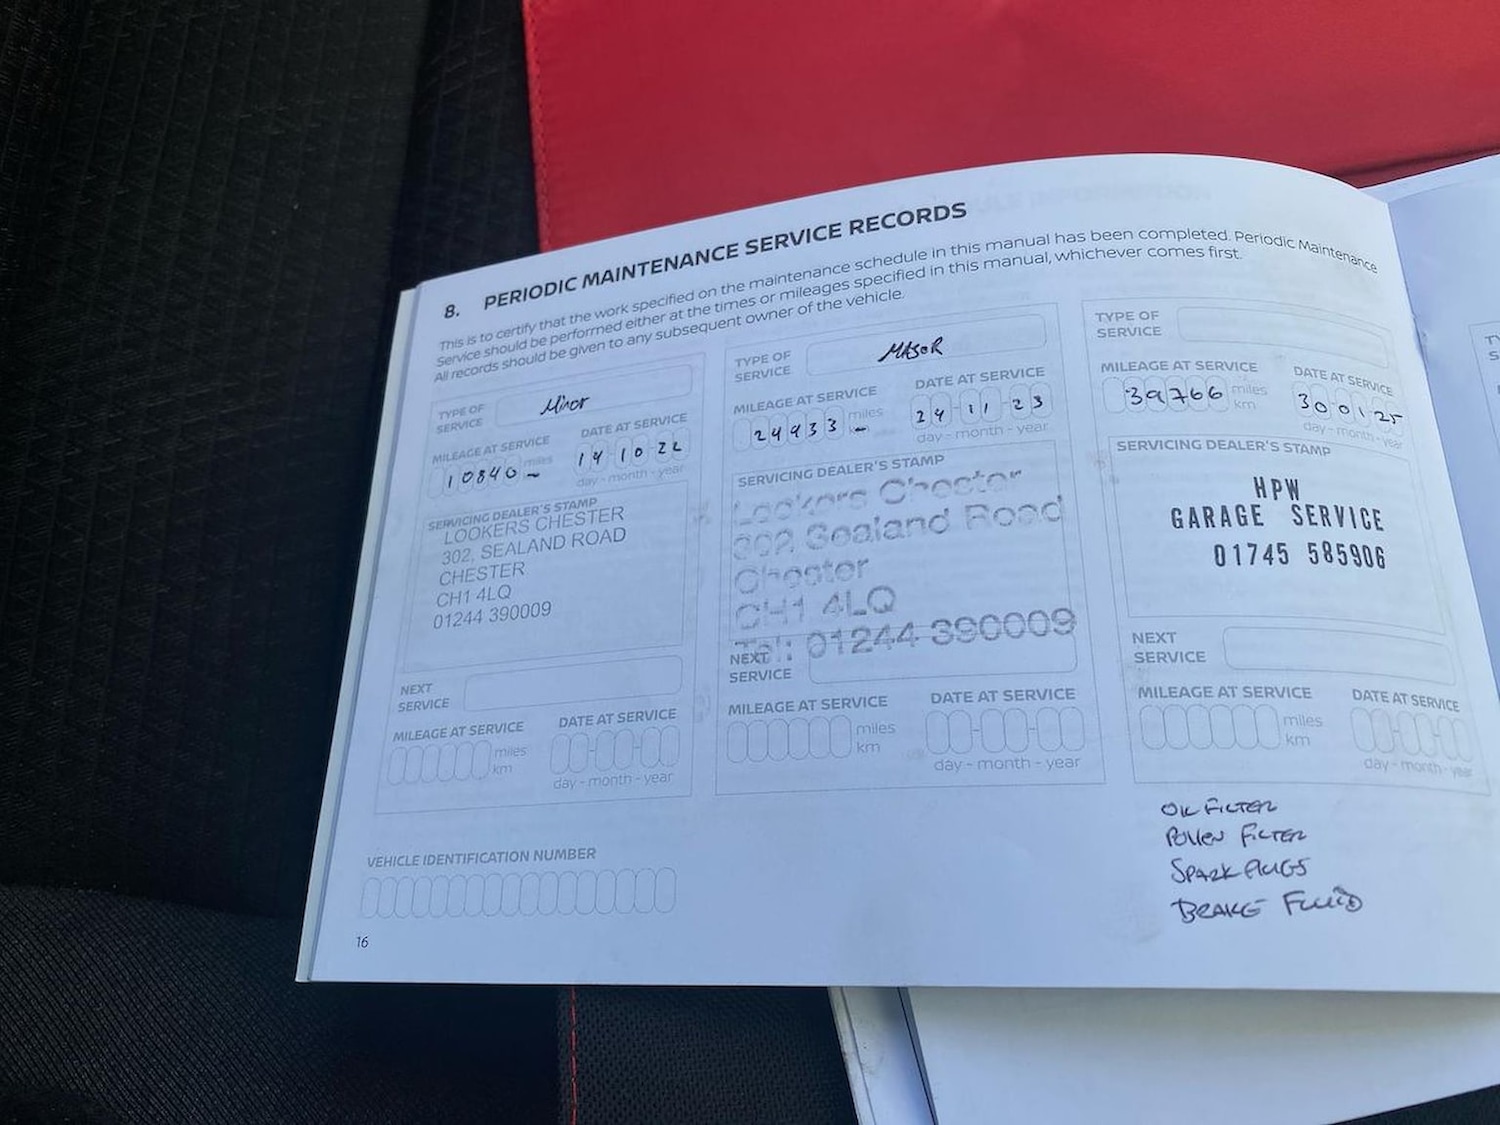 8. PERIODIC MAINTENANCE SERVICE RECORDS
This is to certify that the work specified on the maintenance schedule in this manual has been completed. Periodic Maintenance
Service should be performed either at the times or mileages specified in this manual, whichever comes first.
All records should be given to any subsequent owner of the vehicle.
TYPE OF
SERVICE
Minor
MILEAGE AT SERVICE
DATE AT SERVICE
10840 miles
14 10 22
day - month - year
SERVICING DEALER'S STAMP
LOOKERS CHESTER
302, SEALAND ROAD
CHESTER
CH1 4LQ
01244 390009
NEXT
SERVICE
MILEAGE AT SERVICE
DATE AT SERVICE
miles
km
day - month - year
VEHICLE IDENTIFICATION NUMBER
16
TYPE OF
SERVICE
MAJOR
MILEAGE AT SERVICE
DATE AT SERVICE
24933 miles
24 - 11 - 23
day - month - year
SERVICING DEALER'S STAMP
Lookers Chester
302 Sealand Road
Chester
CH1 4LQ
Tel: 01244 390009
NEXT
SERVICE
MILEAGE AT SERVICE
DATE AT SERVICE
miles
km
day - month - year
TYPE OF
SERVICE
MILEAGE AT SERVICE
DATE AT SERVICE
39766 miles
km
30-01-25
day - month - year
SERVICING DEALER'S STAMP
HPW
GARAGE SERVICE
01745 585906
NEXT
SERVICE
MILEAGE AT SERVICE
DATE AT SERVICE
miles
km
day - month - year
OIL FILTER
POLLEN FILTER
SPARK PLUGS
BRAKE FLUID